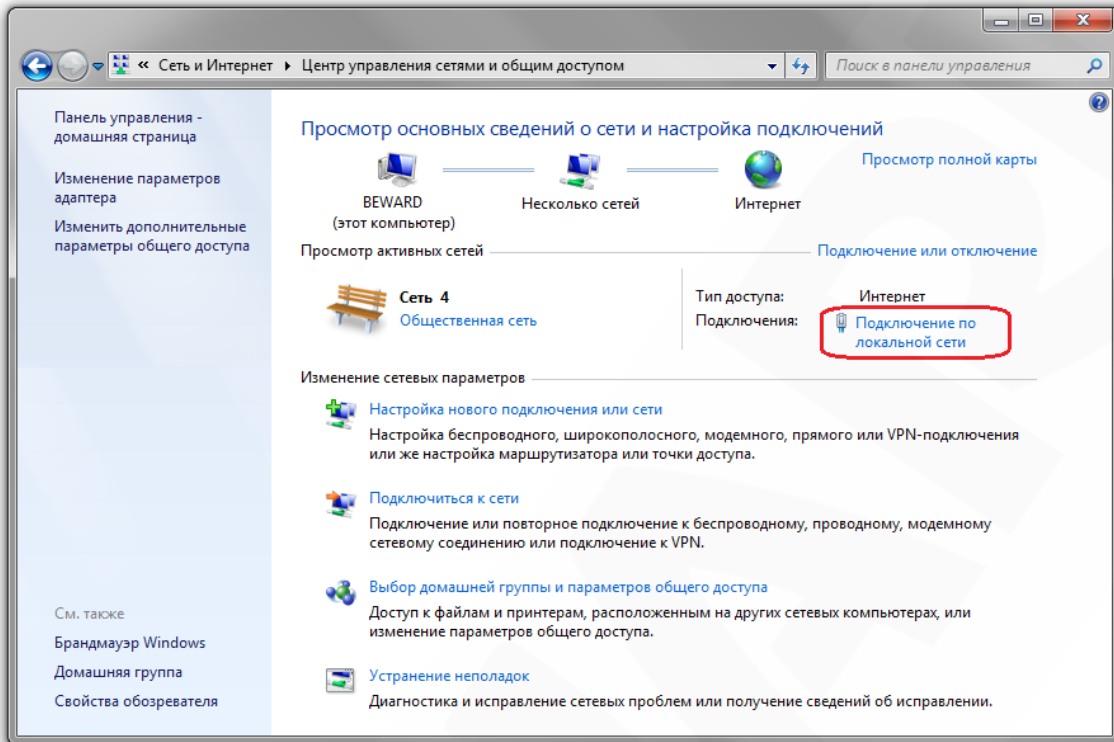 « Сеть и Интернет ▸ Центр управления сетями и общим доступом
Поиск в панели управления
Панель управления -
домашняя страница
Изменение параметров
адаптера
Изменить дополнительные
параметры общего доступа
См. также
Брандмауэр Windows
Домашняя группа
Свойства обозревателя
Просмотр основных сведений о сети и настройка подключений
Просмотр полной карты
BEWARD
(этот компьютер)
Несколько сетей
Интернет
Просмотр активных сетей
Подключение или отключение
Сеть 4
Общественная сеть
Тип доступа: Интернет
Подключения: Подключение по
локальной сети
Изменение сетевых параметров
Настройка нового подключения или сети
Настройка беспроводного, широкополосного, модемного, прямого или VPN-подключения
или же настройка маршрутизатора или точки доступа.
Подключиться к сети
Подключение или повторное подключение к беспроводному, проводному, модемному
сетевому соединению или подключение к VPN.
Выбор домашней группы и параметров общего доступа
Доступ к файлам и принтерам, расположенным на других сетевых компьютерах, или
изменение параметров общего доступа.
Устранение неполадок
Диагностика и исправление сетевых проблем или получение сведений об исправлении.